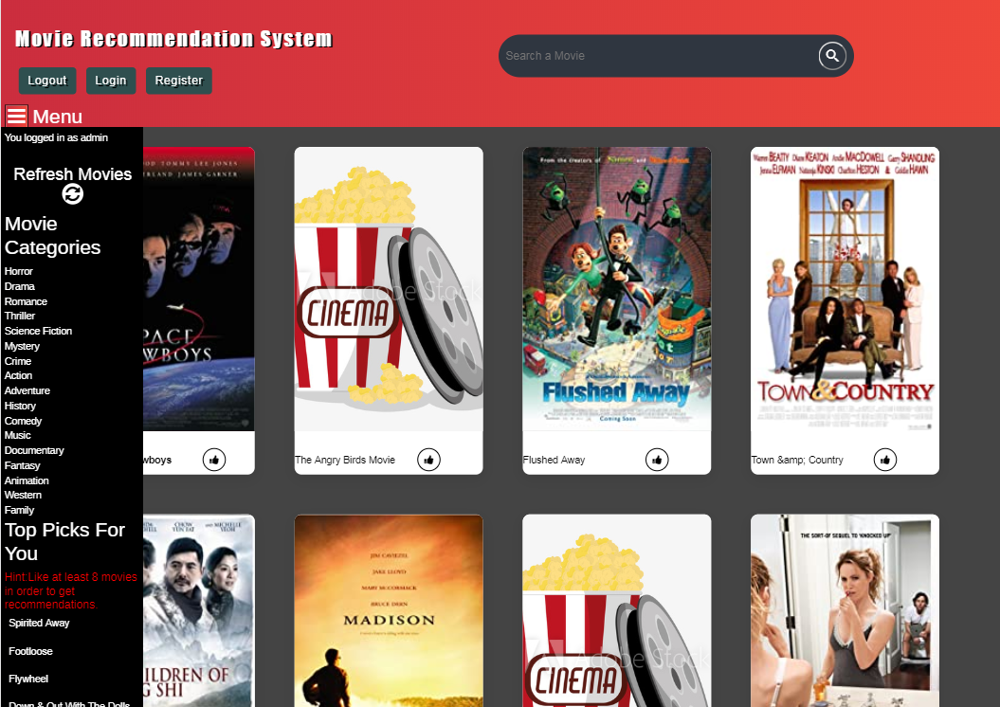 Movie Recommendation System
Search a Movie
Logout Login Register
Menu
You logged in as admin
Refresh Movies
Movie
Categories
Horror
Drama
Romance
Thriller
Science Fiction
Mystery
Crime
Action
Adventure
History
Comedy
Music
Documentary
Fantasy
Animation
Western
Family
Top Picks For
You
Hint:Like at least 8 movies
in order to get
recommendations.
Spirited Away
Footloose
Flywheel
Down & Out With The Dolls
OD TOMMY LEE JONES
ERLAND JAMES GARNER
PACE
WBOYS
wboys
CINEMA
Adobe Stock
The Angry Birds Movie
From the creators of and
Flushed Away
Coming Soon
Flushed Away
Warren BEATTY Diane KEATON Andie MACDOWELL Garry SHANDLING
Jenna ELFMAN Nastassja KINSKI Charlton HESTON & Goldie HAWN
TOWN & COUNTRY
Town &amp; Country
CHOW YUN FAT
MICHELLE YEOH
ILDREN OF
G SHI
JIM CAVIEZEL
JAKE LLOYD
MARY MCCORMACK
BRUCE DERN
MADISON
Adobe Stock
CINEMA
THE SORT-OF SEQUEL TO 'KNOCKED UP'